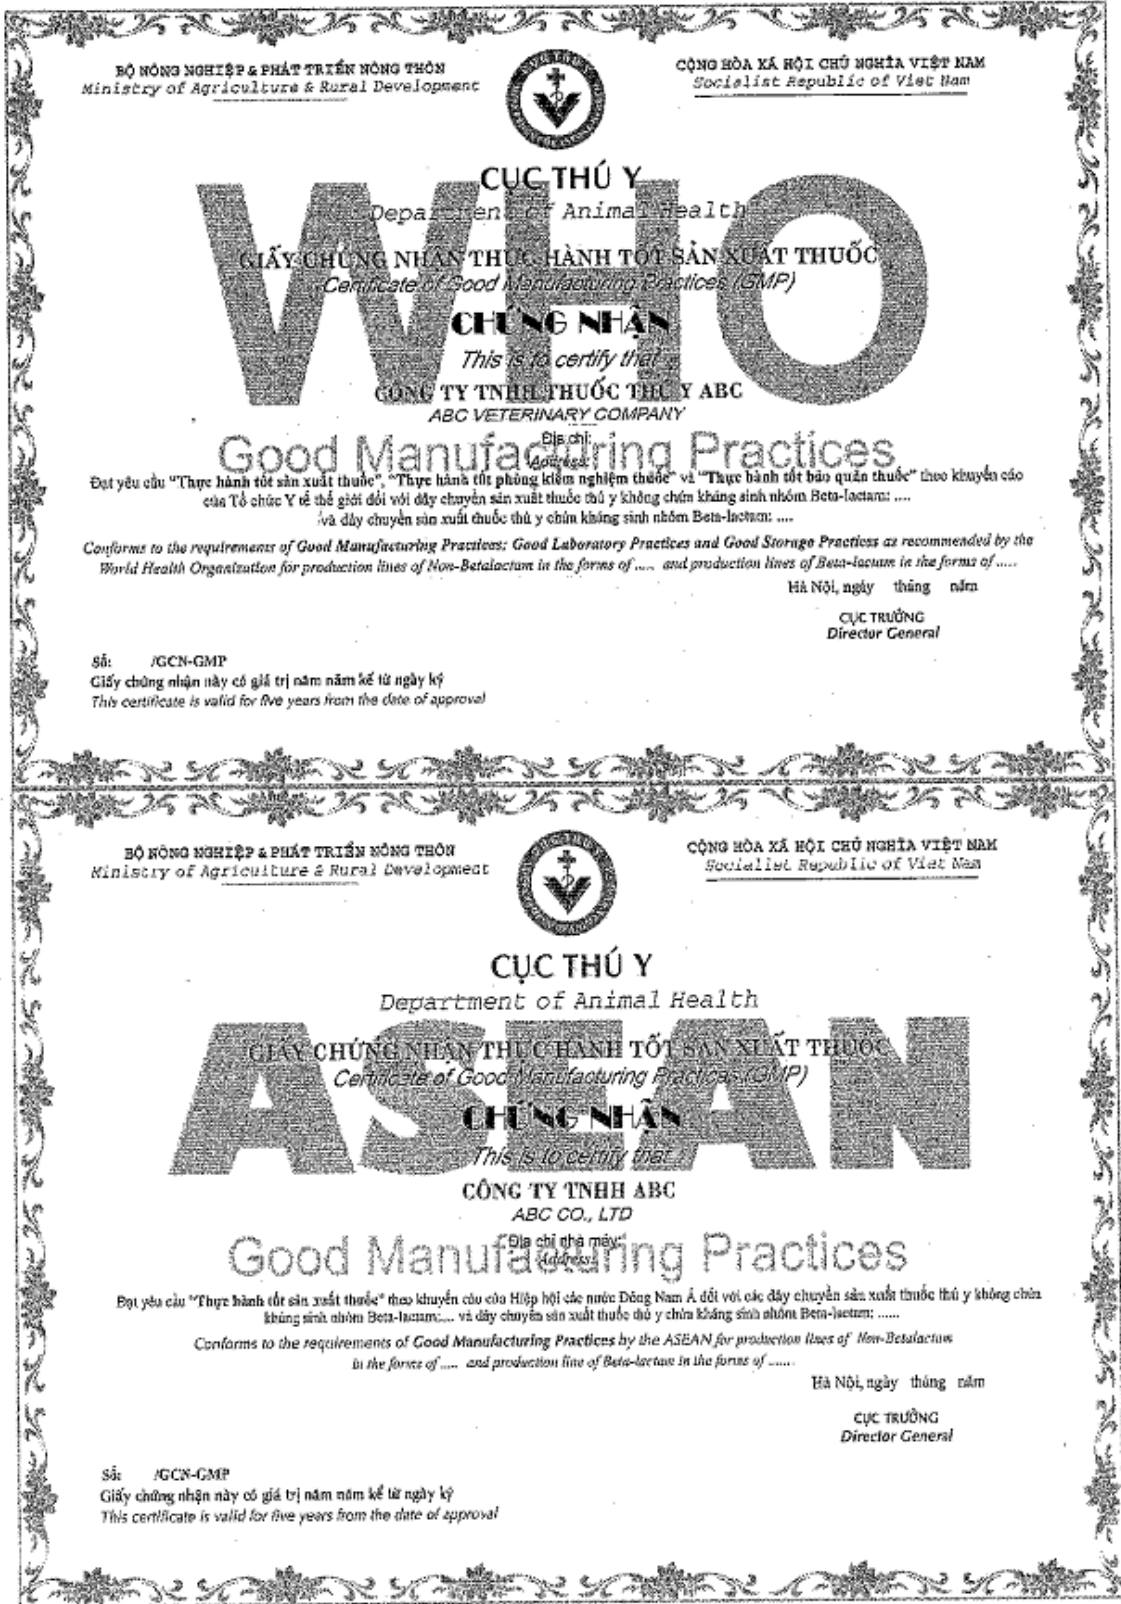 BỘ NÔNG NGHIỆP & PHÁT TRIỂN NÔNG THÔN
Ministry of Agriculture & Rural Development
CỘNG HÒA XÃ HỘI CHỦ NGHĨA VIỆT NAM
Socialist Republic of Viet Nam
CỤC THÚ Y
Department of Animal Health
WHO
GIẤY CHỨNG NHẬN THỰC HÀNH TỐT SẢN XUẤT THUỐC
Certificate of Good Manufacturing Practices (GMP)
CHỨNG NHẬN
This is to certify that
CÔNG TY TNHH THUỐC THÚ Y ABC
ABC VETERINARY COMPANY
Địa chỉ:
Good Manufacturing Practices
Address:
Đạt yêu cầu "Thực hành tốt sản xuất thuốc", "Thực hành tốt phòng kiểm nghiệm thuốc" và "Thực hành tốt bảo quản thuốc" theo khuyến cáo
của Tổ chức Y tế thế giới đối với dây chuyền sản xuất thuốc thú y không chứa kháng sinh nhóm Beta-lactam: ....
và dây chuyền sản xuất thuốc thú y chứa kháng sinh nhóm Beta-lactam: ....
Conforms to the requirements of Good Manufacturing Practices; Good Laboratory Practices and Good Storage Practices as recommended by the
World Health Organization for production lines of Non-Betalactam in the forms of ..... and production lines of Beta-lactam in the forms of .....
Hà Nội, ngày tháng năm
CỤC TRƯỞNG
Director General
Số: /GCN-GMP
Giấy chứng nhận này có giá trị năm năm kể từ ngày ký
This certificate is valid for five years from the date of approval
BỘ NÔNG NGHIỆP & PHÁT TRIỂN NÔNG THÔN
Ministry of Agriculture & Rural Development
CỘNG HÒA XÃ HỘI CHỦ NGHĨA VIỆT NAM
Socialist Republic of Viet Nam
CỤC THÚ Y
Department of Animal Health
ASEAN
GIẤY CHỨNG NHẬN THỰC HÀNH TỐT SẢN XUẤT THUỐC
Certificate of Good Manufacturing Practices (GMP)
CHỨNG NHẬN
This is to certify that
CÔNG TY TNHH ABC
ABC CO., LTD
Địa chỉ nhà máy:
Good Manufacturing Practices
Address:
Đạt yêu cầu "Thực hành tốt sản xuất thuốc" theo khuyến cáo của Hiệp hội các nước Đông Nam Á đối với các dây chuyền sản xuất thuốc thú y không chứa
kháng sinh nhóm Beta-lactam:.... và dây chuyền sản xuất thuốc thú y chứa kháng sinh nhóm Beta-lactam: ......
Conforms to the requirements of Good Manufacturing Practices by the ASEAN for production lines of Non-Betalactam
in the forms of ..... and production line of Beta-lactam in the forms of ......
Hà Nội, ngày tháng năm
CỤC TRƯỞNG
Director General
Số: /GCN-GMP
Giấy chứng nhận này có giá trị năm năm kể từ ngày ký
This certificate is valid for five years from the date of approval